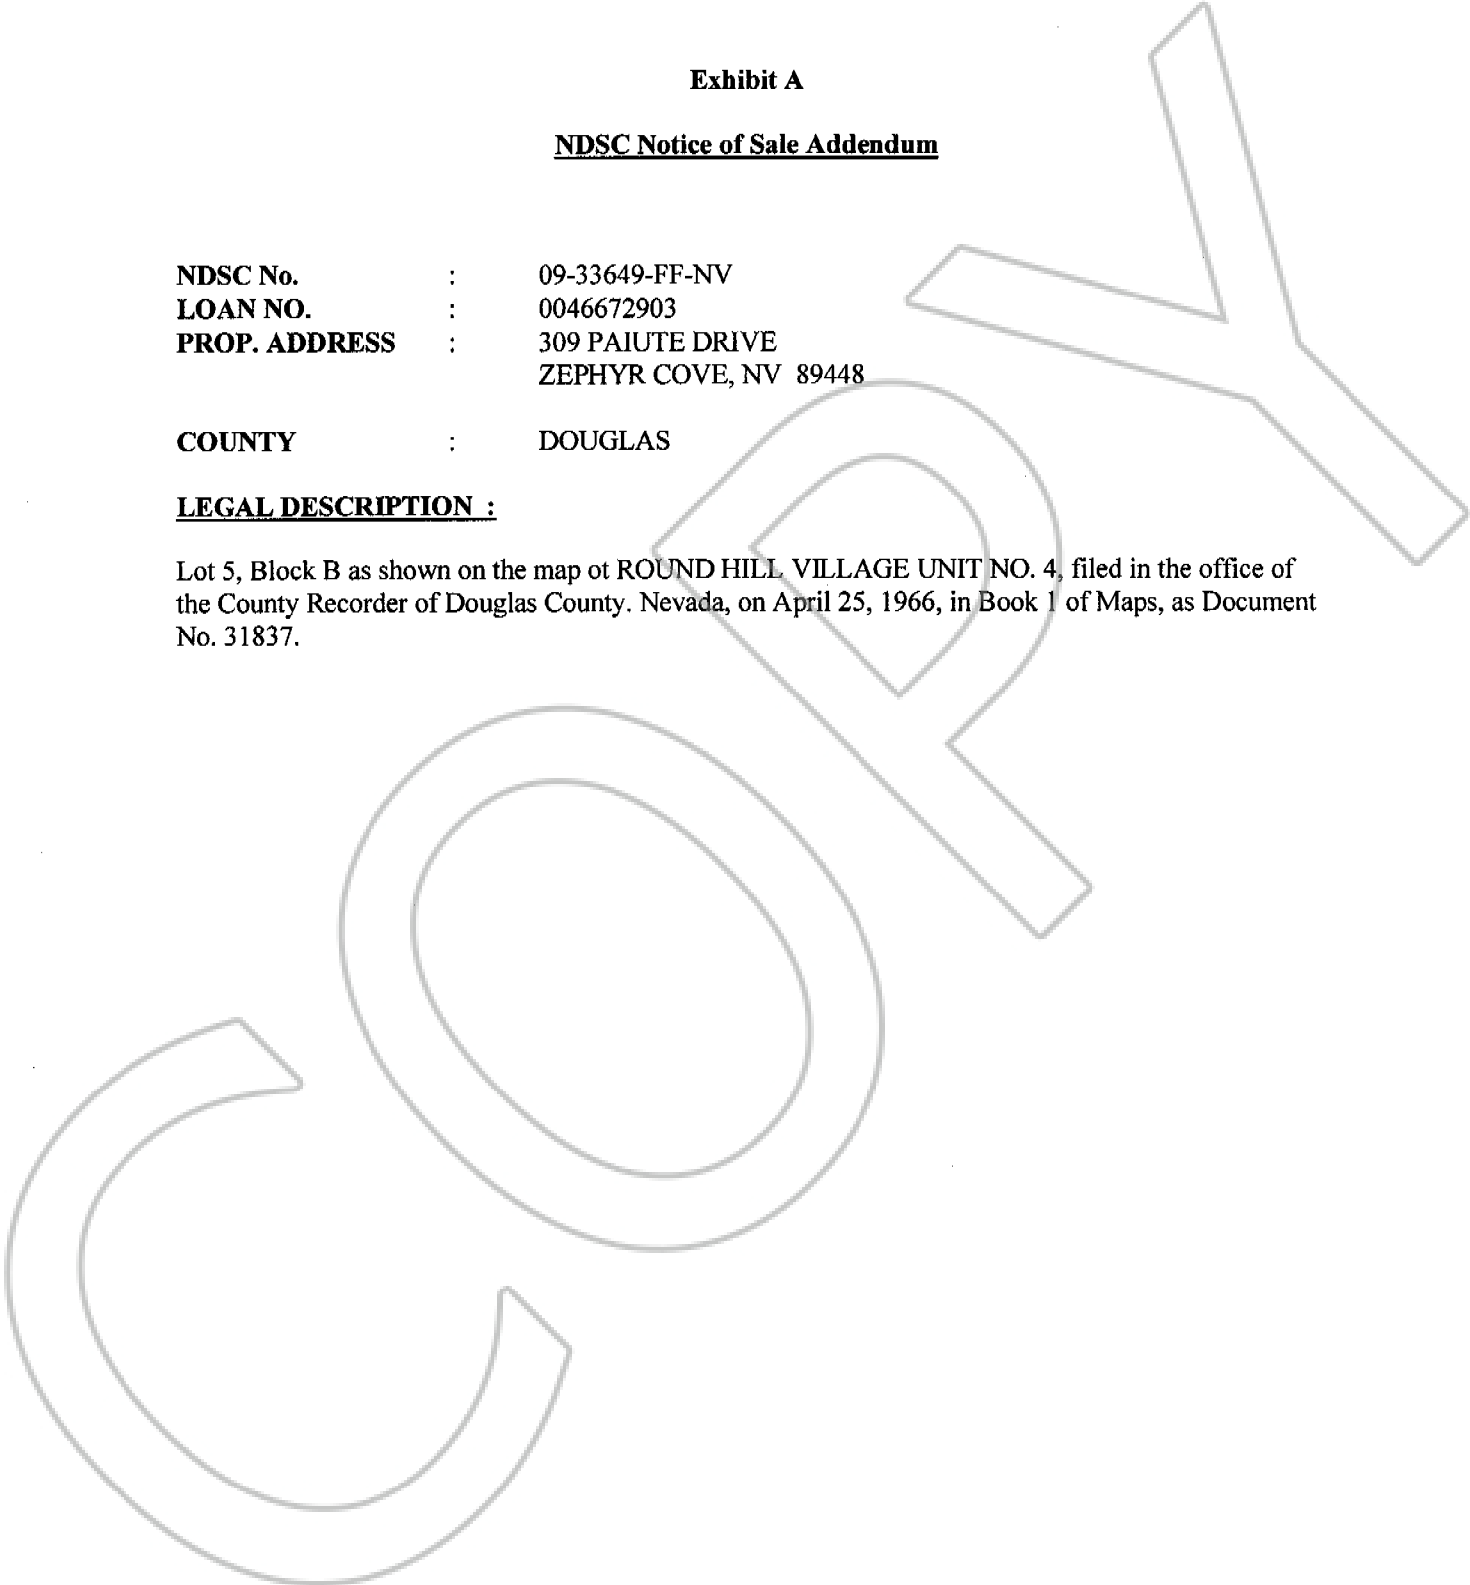 Exhibit A
NDSC Notice of Sale Addendum
NDSC No. : 09-33649-FF-NV
LOAN NO. : 0046672903
PROP. ADDRESS : 309 PAIUTE DRIVE
ZEPHYR COVE, NV 89448
COUNTY : DOUGLAS
LEGAL DESCRIPTION :
Lot 5, Block B as shown on the map ot ROUND HILL VILLAGE UNIT NO. 4, filed in the office of
the County Recorder of Douglas County. Nevada, on April 25, 1966, in Book 1 of Maps, as Document
No. 31837.
COPY